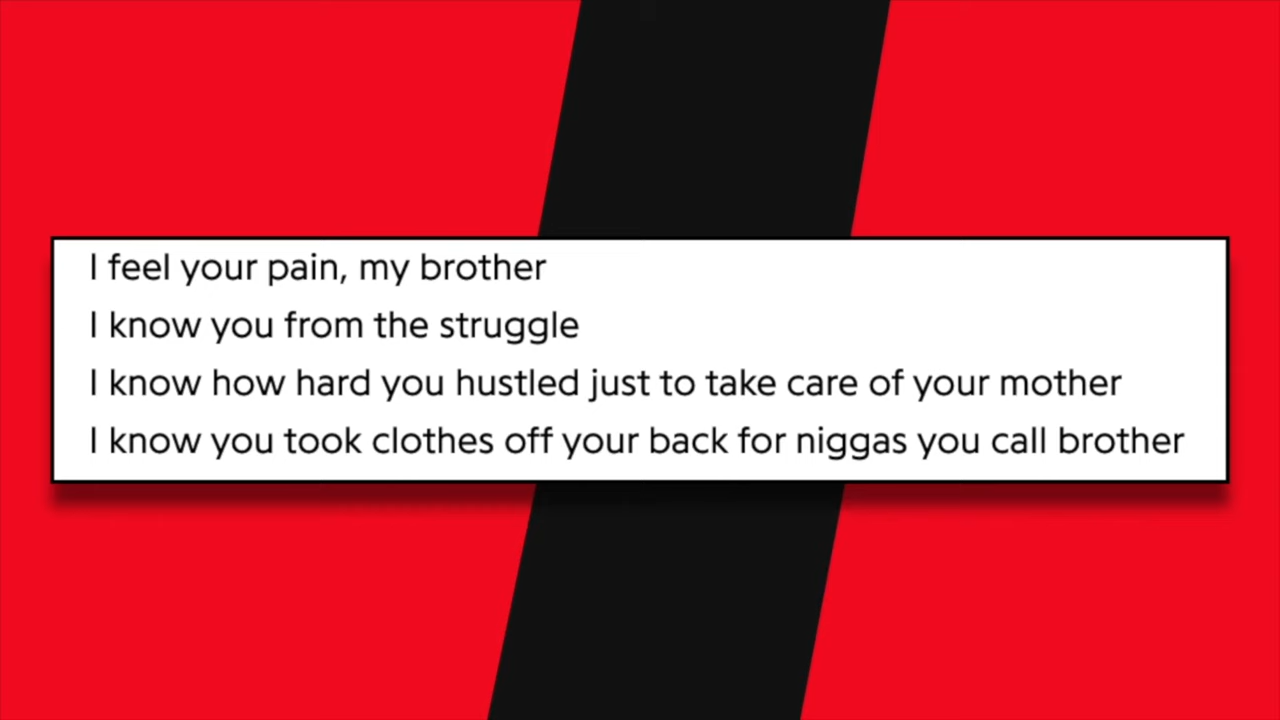 I feel your pain, my brother
I know you from the struggle
I know how hard you hustled just to take care of your mother
I know you took clothes off your back for niggas you call brother